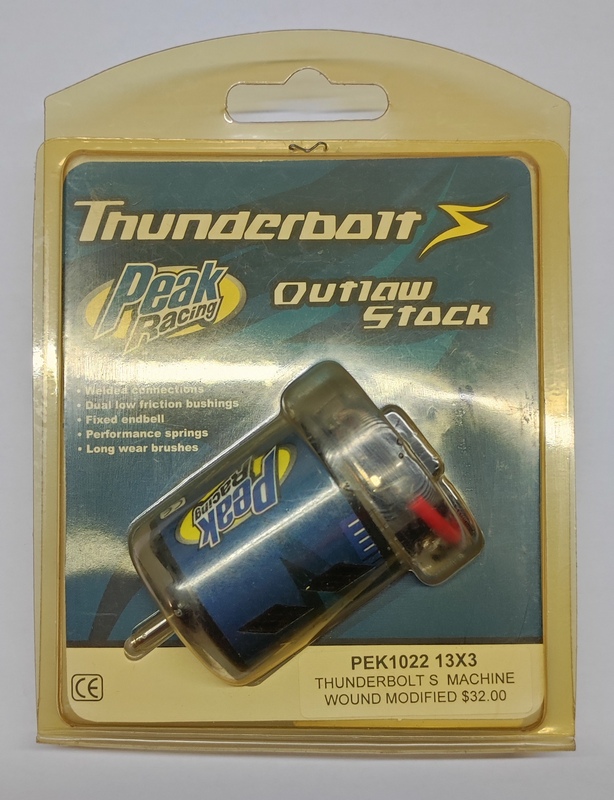 Thunderbolt
Peak
Racing
Outlaw
Stock
• Welded connections
• Dual low friction bushings
• Fixed endbell
• Performance springs
• Long wear brushes
Peak
Racing
CE
PEK1022 13X3
THUNDERBOLT S MACHINE
WOUND MODIFIED $32.00